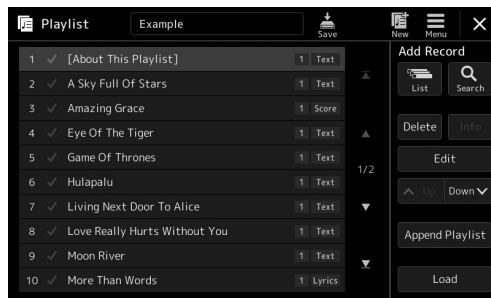 Playlist Example Save New Menu
1 [About This Playlist] 1 Text
2 A Sky Full Of Stars 1 Text
3 Amazing Grace 1 Score
4 Eye Of The Tiger 1 Text
5 Game Of Thrones 1 Text
6 Hulapalu 1 Text
7 Living Next Door To Alice 1 Text
8 Love Really Hurts Without You 1 Text
9 Moon River 1 Text
10 More Than Words 1 Lyrics
1/2
Add Record
List Search
Delete Info
Edit
Up Down
Append Playlist
Load